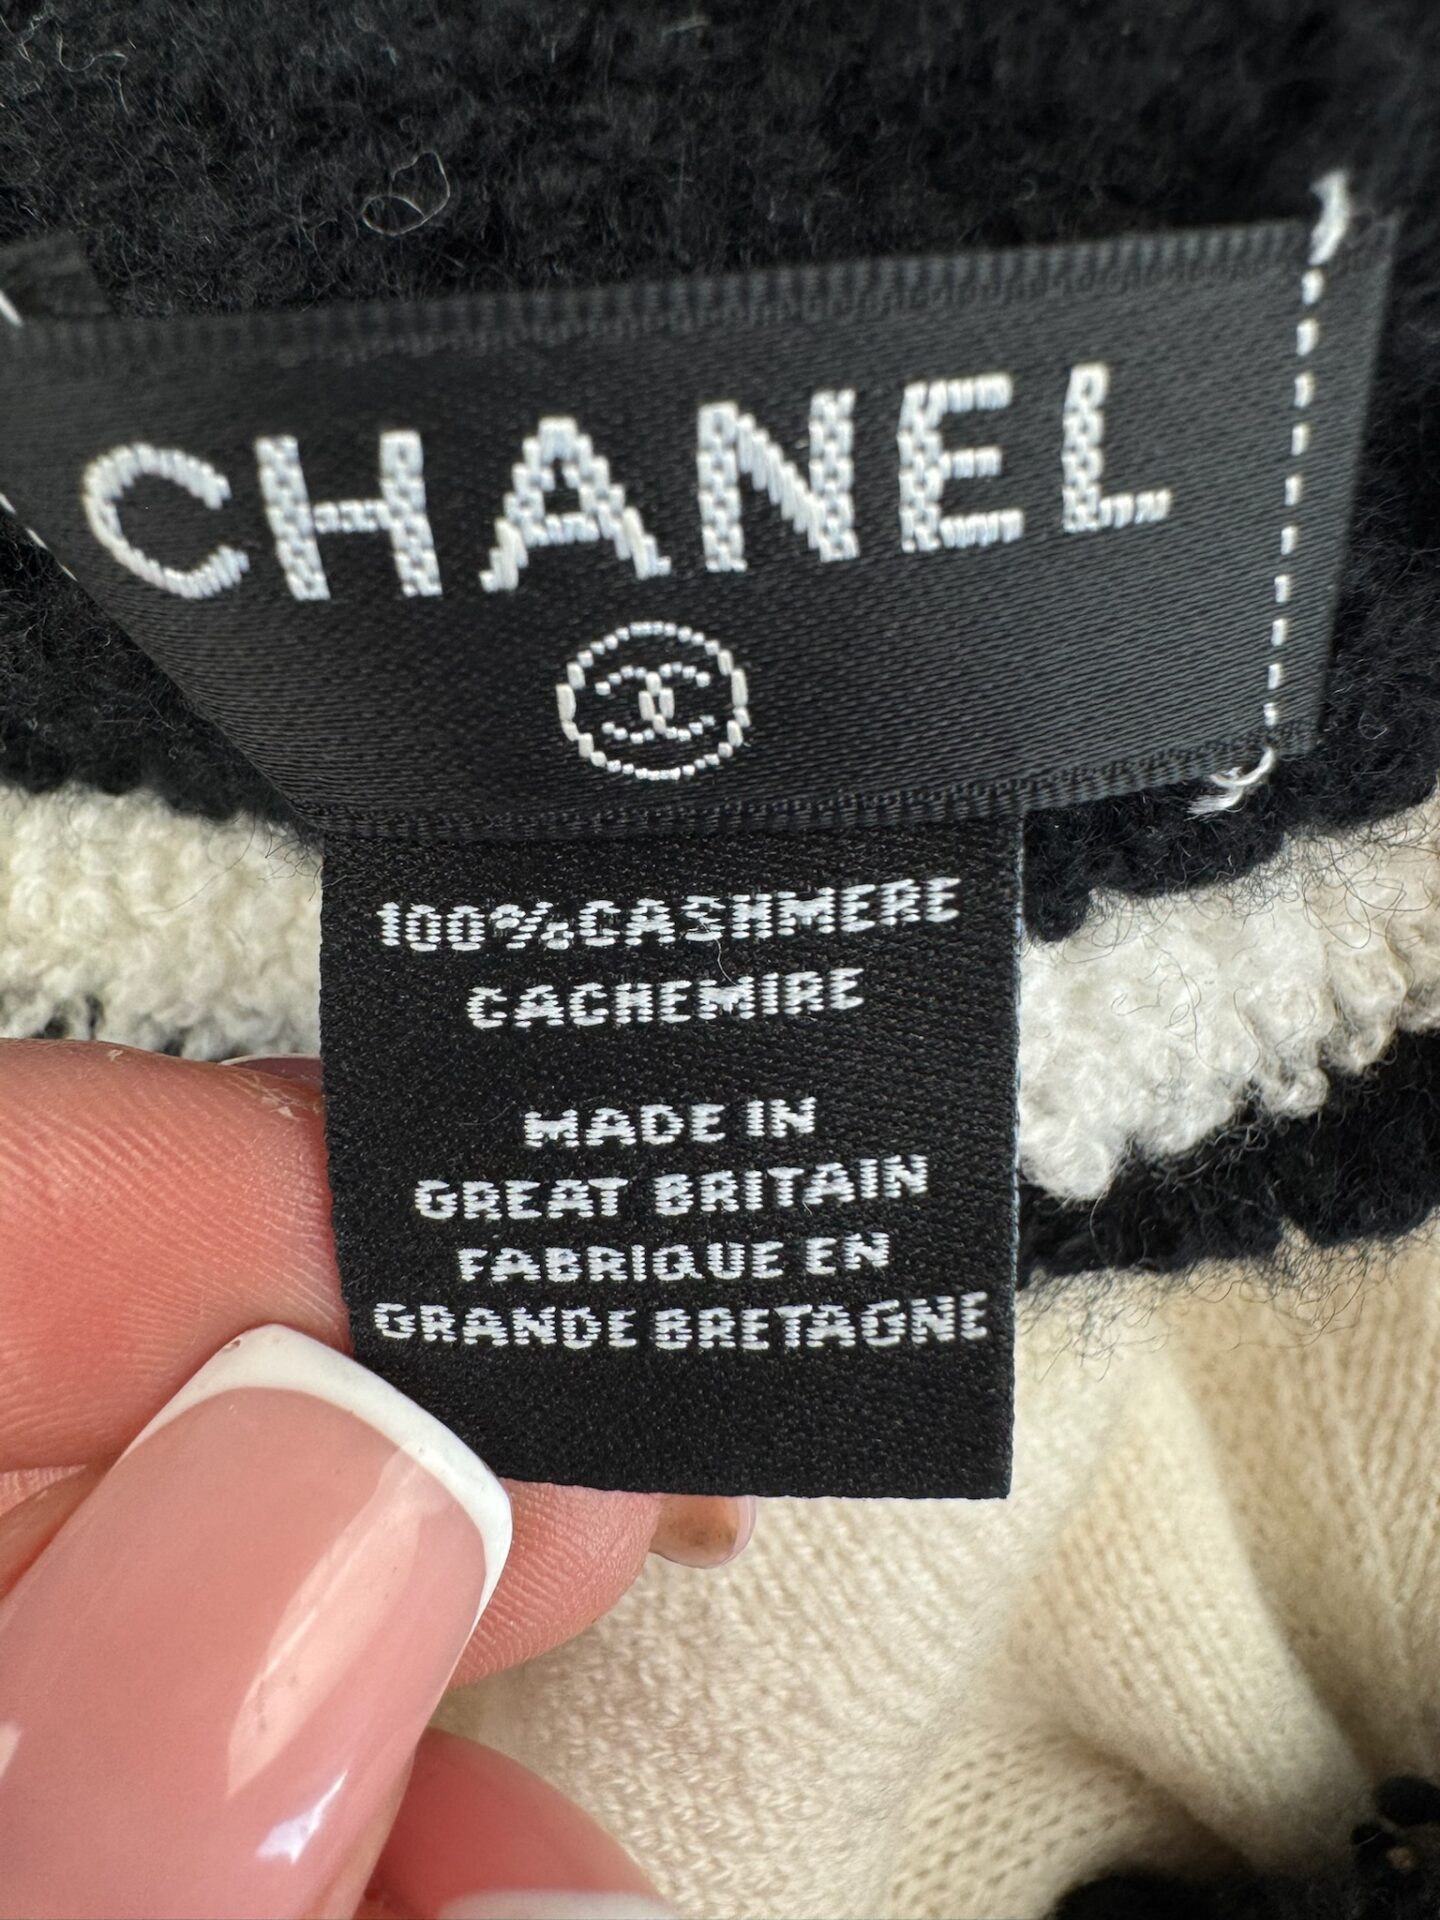 CHANEL
100%CASHMERE
CACHEMIRE
MADE IN
GREAT BRITAIN
FABRIQUE EN
GRANDE BRETAGNE